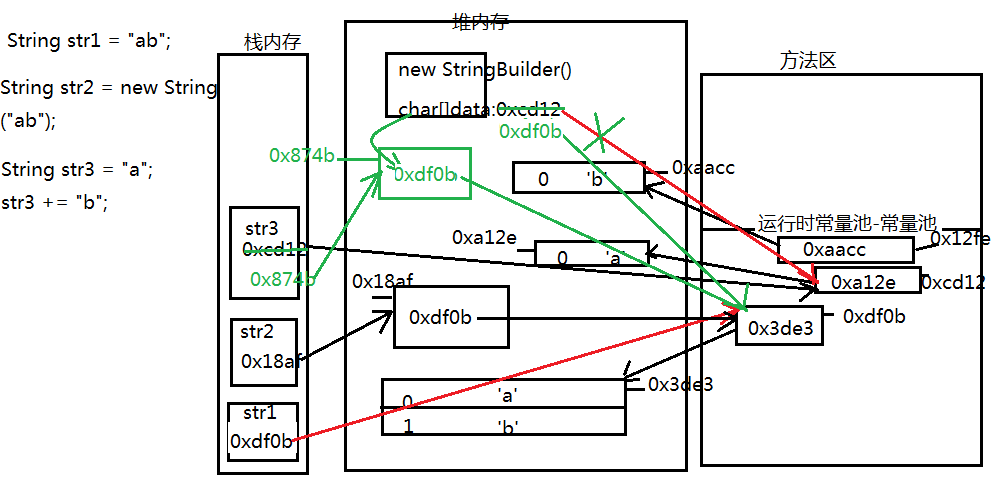 String str1 = "ab";
String str2 = new String
("ab");
String str3 = "a";
str3 += "b";
栈内存
str3
0xcd12
0x874b
str2
0x18af
str1
0xdf0b
堆内存
new StringBuilder()
char[]data:0xcd12
0xdf0b
0x874b
0xdf0b
0 'b'
0xaacc
0xa12e
0 'a'
0x18af
0xdf0b
0x3de3
0 'a'
1 'b'
方法区
运行时常量池-常量池
0x12fe
0xaacc
0xa12e
0xcd12
0xdf0b
0x3de3